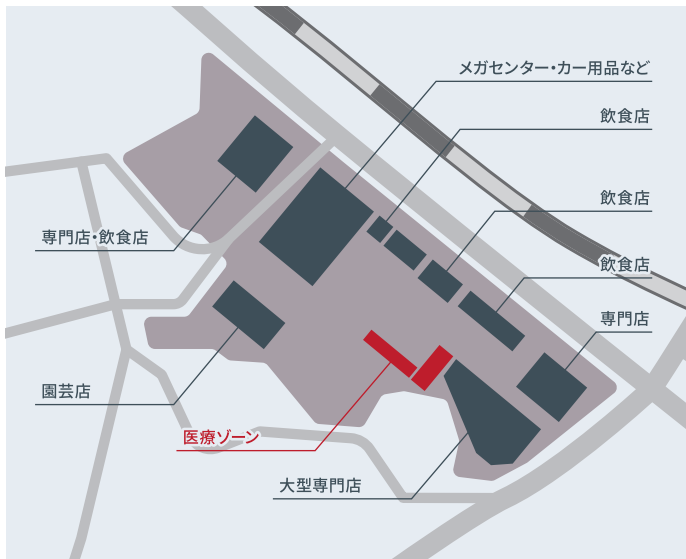 メガセンター・カー用品など
飲食店
飲食店
専門店・飲食店
飲食店
専門店
園芸店
医療ゾーン
大型専門店